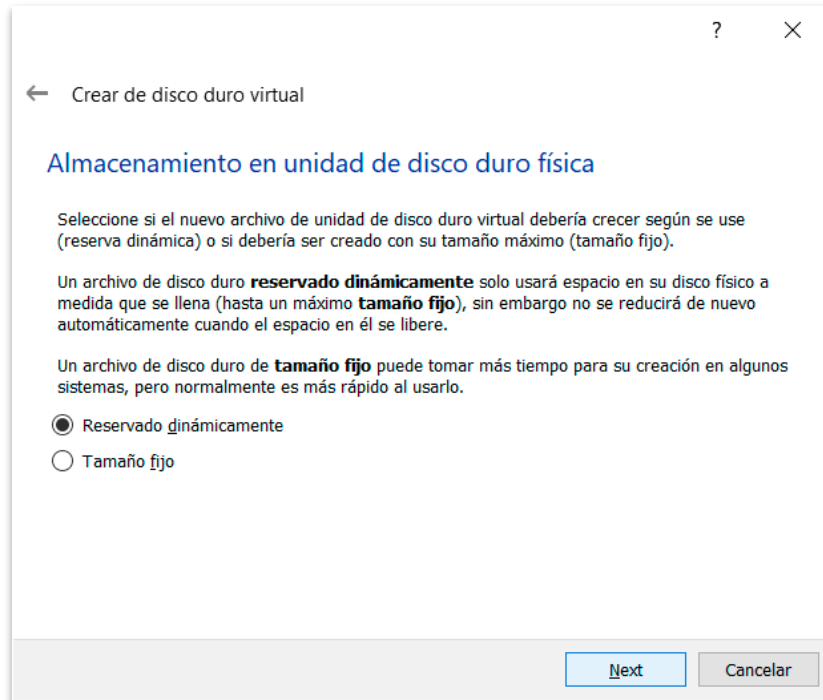 ?
Crear de disco duro virtual
Almacenamiento en unidad de disco duro física
Seleccione si el nuevo archivo de unidad de disco duro virtual debería crecer según se use
(reserva dinámica) o si debería ser creado con su tamaño máximo (tamaño fijo).
Un archivo de disco duro reservado dinámicamente solo usará espacio en su disco físico a
medida que se llena (hasta un máximo tamaño fijo), sin embargo no se reducirá de nuevo
automáticamente cuando el espacio en él se libere.
Un archivo de disco duro de tamaño fijo puede tomar más tiempo para su creación en algunos
sistemas, pero normalmente es más rápido al usarlo.
Reservado dinámicamente
Tamaño fijo
Next Cancelar